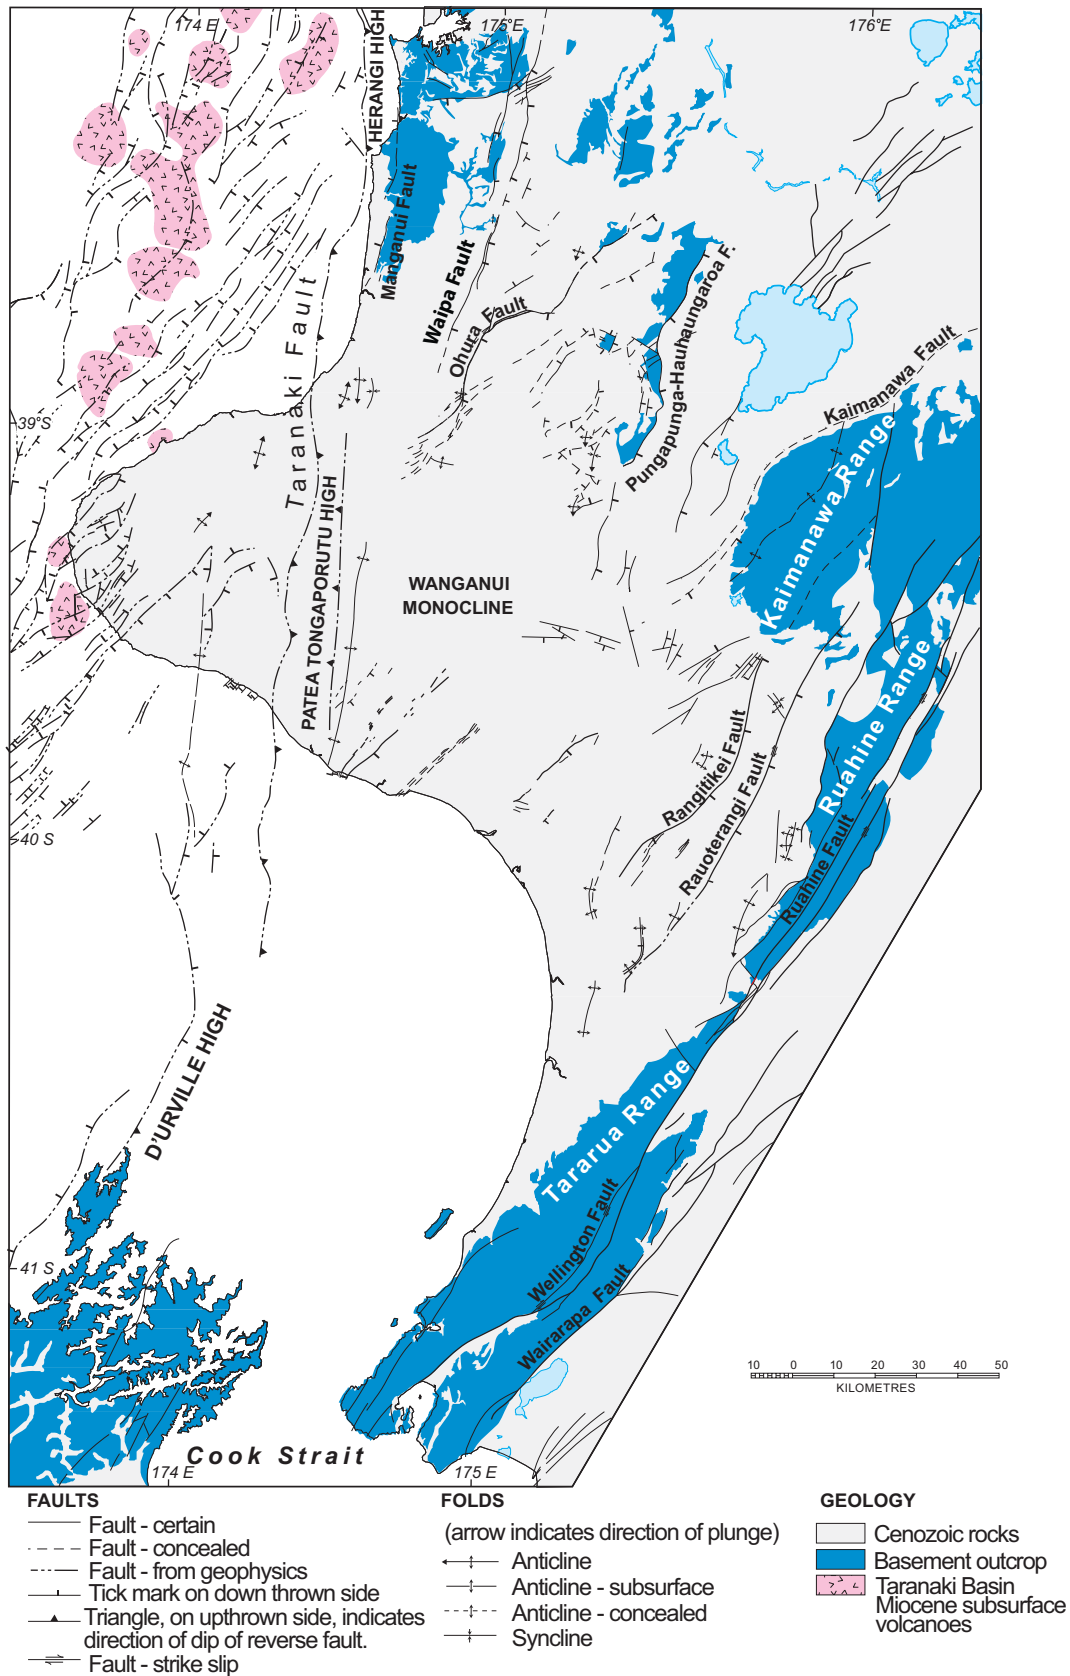 174 E
175°E
176°E
HERANGI HIGH
Manganui Fault
Waipa Fault
Ohura Fault
Pungapunga-Hauhaungaroa F.
Taranaki Fault
Kaimanawa Fault
39°S
Kaimanawa Range
PATEA TONGAPORUTU HIGH
WANGANUI
MONOCLINE
Ruahine Range
Rangitikei Fault
Rauoterangi Fault
40 S
Ruahine Fault
D'URVILLE HIGH
Tararua Range
Wellington Fault
Wairarapa Fault
41 S
10 0 10 20 30 40 50
KILOMETRES
Cook Strait
174 E
175 E
FAULTS
Fault - certain
Fault - concealed
Fault - from geophysics
Tick mark on down thrown side
Triangle, on upthrown side, indicates
direction of dip of reverse fault.
Fault - strike slip
FOLDS
(arrow indicates direction of plunge)
Anticline
Anticline - subsurface
Anticline - concealed
Syncline
GEOLOGY
Cenozoic rocks
Basement outcrop
Taranaki Basin
Miocene subsurface
volcanoes